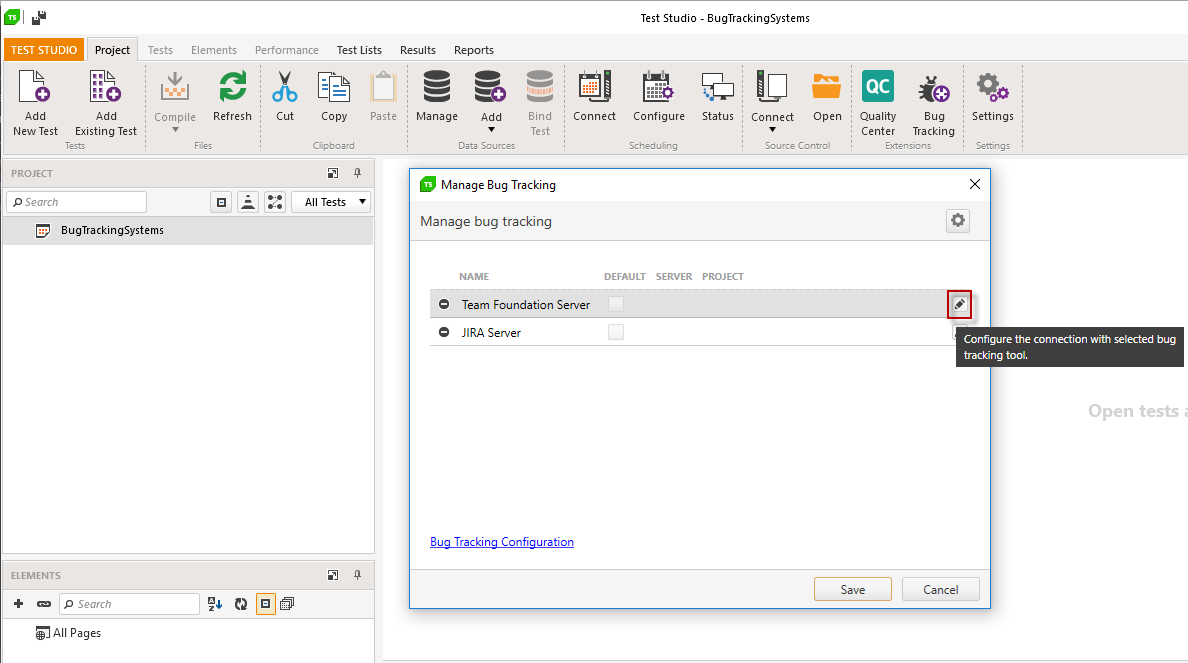 TS
Test Studio - BugTrackingSystems
TEST STUDIO Project Tests Elements Performance Test Lists Results Reports
Add New Test
Add Existing Test
Tests
Compile
Refresh
Files
Cut
Copy
Paste
Clipboard
Manage
Add
Bind Test
Data Sources
Connect
Configure
Status
Scheduling
Connect
Open
Source Control
QC
Quality Center
Bug Tracking
Extensions
Settings
Settings
PROJECT
Search
All Tests
BugTrackingSystems
TS Manage Bug Tracking
Manage bug tracking
NAME DEFAULT SERVER PROJECT
Team Foundation Server
JIRA Server
Configure the connection with selected bug
tracking tool.
Open tests a
Bug Tracking Configuration
Save Cancel
ELEMENTS
Search
All Pages